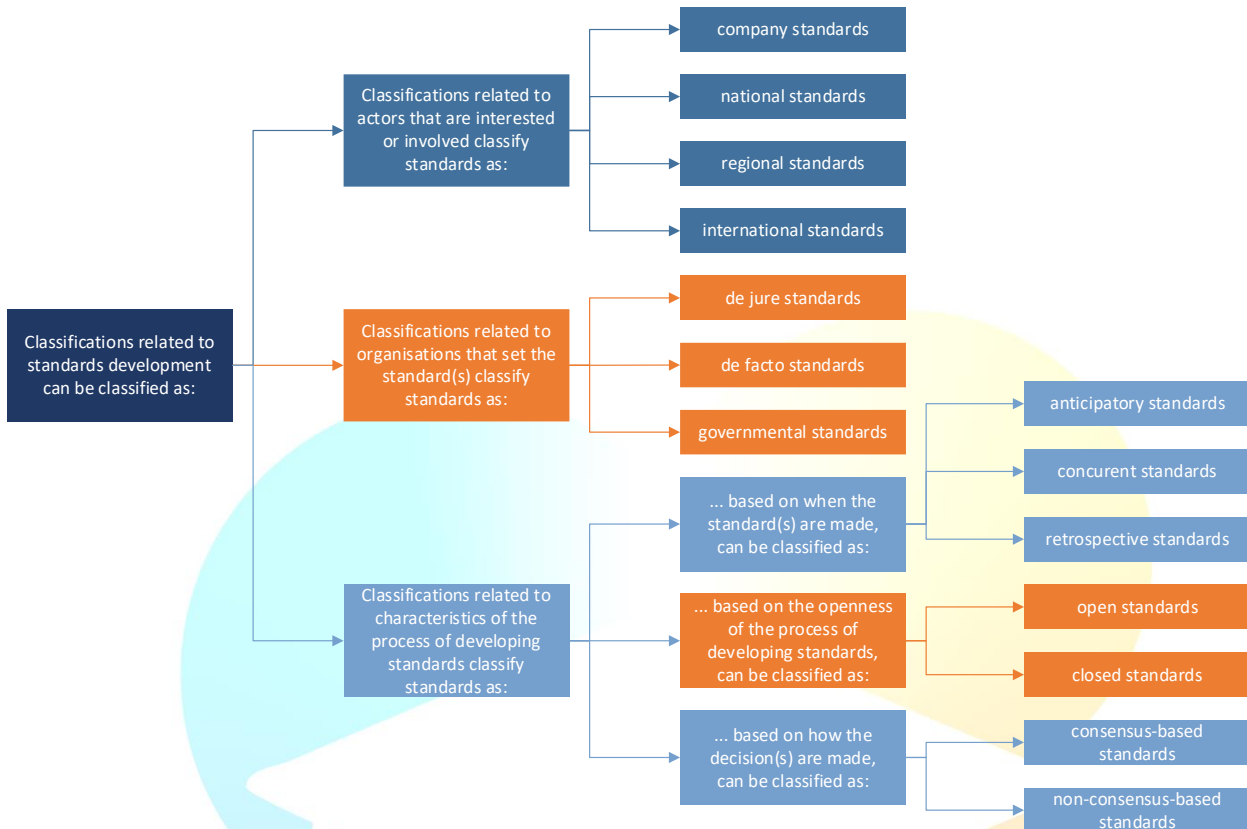 Classifications related to
standards development
can be classified as:
Classifications related to
actors that are interested
or involved classify
standards as:
company standards
national standards
regional standards
international standards
Classifications related to
organisations that set the
standard(s) classify
standards as:
de jure standards
de facto standards
governmental standards
Classifications related to
characteristics of the
process of developing
standards classify
standards as:
... based on when the
standard(s) are made,
can be classified as:
anticipatory standards
concurent standards
retrospective standards
... based on the openness
of the process of
developing standards,
can be classified as:
open standards
closed standards
... based on how the
decision(s) are made,
can be classified as:
consensus-based
standards
non-consensus-based
standards